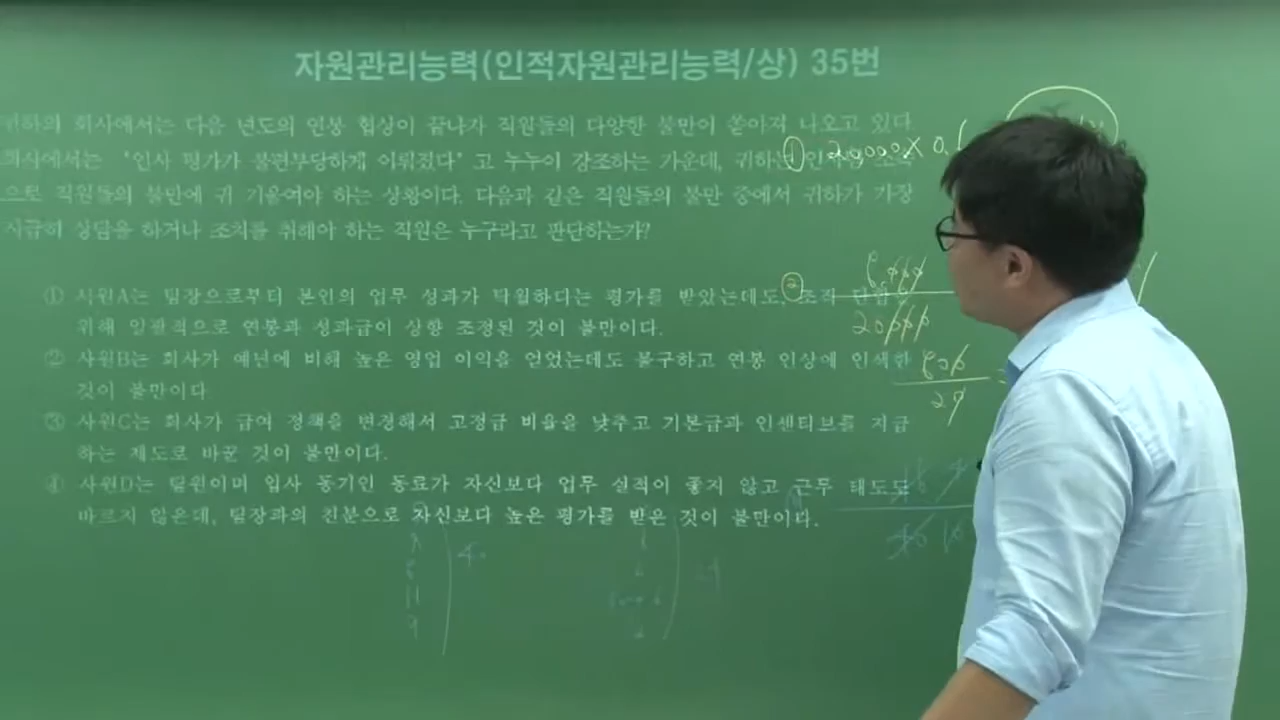 자원관리능력(인적자원관리능력/상) 35번
귀하의 회사에서는 다음 년도의 연봉 협상이 끝나자 직원들의 다양한 불만이 쏟아져 나오고 있다
회사에서는 "인사 평가가 불편부당하게 이뤄졌다"고 누누이 강조하는 가운데, 귀하는
으로 직원들의 불만에 귀 기울여야 하는 상황이다. 다음과 같은 직원들의 불만 중에서 귀하가 가장
시급히 상담을 하거나 조치를 취해야 하는 직원은 누구라고 판단하는가?
① 사원A는 팀장으로부터 본인의 업무 성과가 탁월하다는 평가를 받았는데도, 조직
위해 일괄적으로 연봉과 성과급이 상향 조정된 것이 불만이다.
② 사원B는 회사가 예년에 비해 높은 영업 이익을 얻었는데도 불구하고 연봉 인상에 인색한
것이 불만이다
③ 사원C는 회사가 급여 정책을 변경해서 고정급 비율을 낮추고 기본급과 인센티브를 지급
하는 제도로 바꾼 것이 불만이다.
④ 사원D는 팀원이며 입사 동기인 동료가 자신보다 업무 실적이 좋지 않고 근무 태도도
바르지 않은데, 팀장과의 친분으로 자신보다 높은 평가를 받은 것이 불만이다.
① 20,000×0.1
②